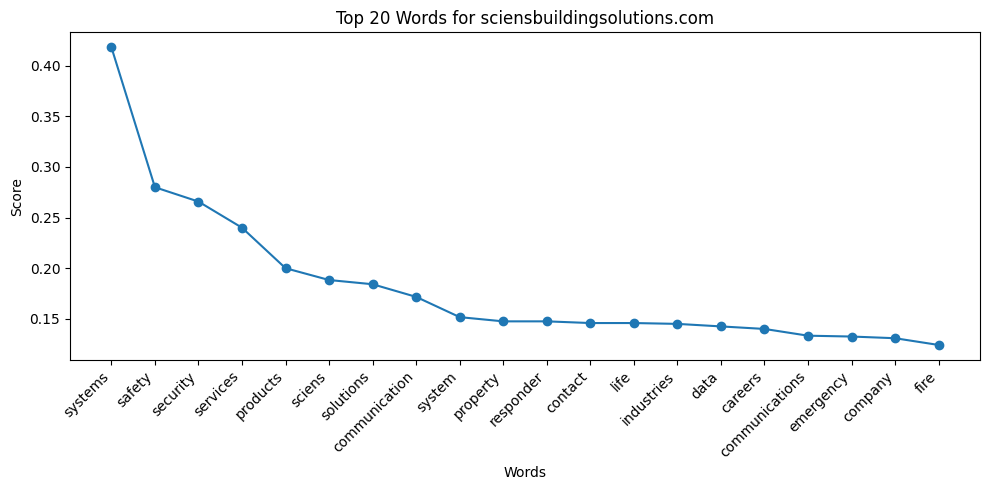 Top 20 Words for sciensbuildingsolutions.com
Score
0.40
0.35
0.30
0.25
0.20
0.15
systems
safety
security
services
products
sciens
solutions
communication
system
property
responder
contact
life
industries
data
careers
communications
emergency
company
fire
Words